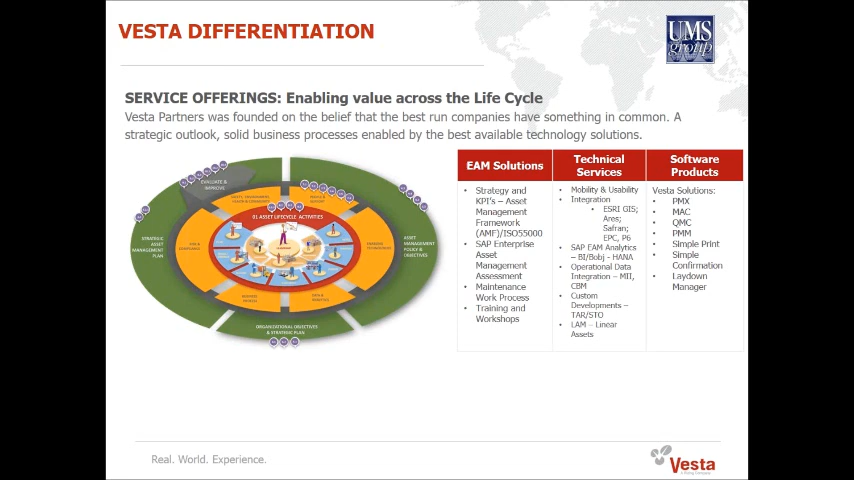 VESTA DIFFERENTIATION
UMS
group
SERVICE OFFERINGS: Enabling value across the Life Cycle
Vesta Partners was founded on the belief that the best run companies have something in common. A
strategic outlook, solid business processes enabled by the best available technology solutions.
EVALUATE &
IMPROVE
01 ASSET LIFECYCLE ACTIVITIES
STRATEGIC
ASSET
MANAGEMENT
PLAN
ASSET
MANAGEMENT
POLICY &
OBJECTIVES
ORGANIZATIONAL OBJECTIVES
& STRATEGIC PLAN
EAM Solutions
• Strategy and
KPI's – Asset
Management
Framework
(AMF)/ISO55000
• SAP Enterprise
Asset
Management
Assessment
• Maintenance
Work Process
• Training and
Workshops
Technical
Services
• Mobility & Usability
• Integration
• ESRI GIS;
Ares;
Safran;
EPC, P6
• SAP EAM Analytics
– BI/Bobj - HANA
• Operational Data
Integration – MII,
CBM
• Custom
Developments –
TAR/STO
• LAM – Linear
Assets
Software
Products
Vesta Solutions:
• PMX
• MAC
• QMC
• PMM
• Simple Print
• Simple
Confirmation
• Laydown
Manager
Real. World. Experience.
Vesta